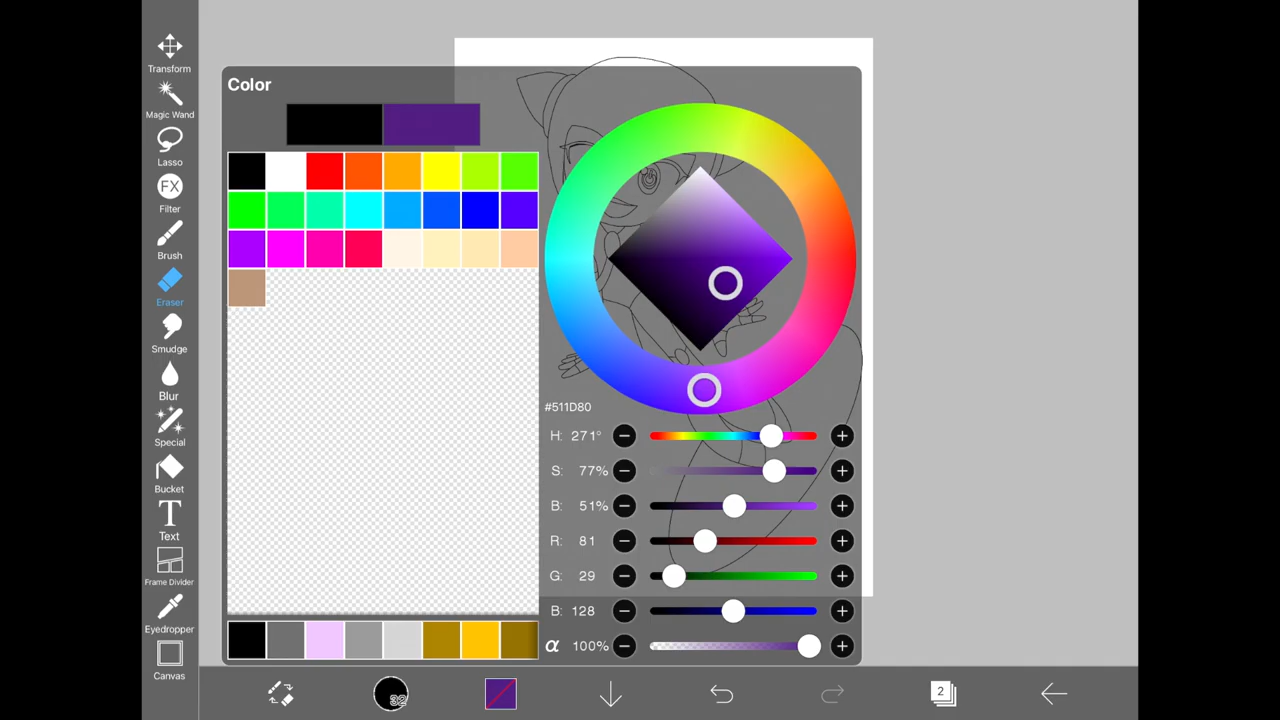 Transform
Magic Wand
Lasso
FX
Filter
Brush
Eraser
Smudge
Blur
Special
Bucket
T
Text
Frame Divider
Eyedropper
Canvas
Color
#511D80
H: 271°
S: 77%
B: 51%
R: 81
G: 29
B: 128
α 100%
32
2